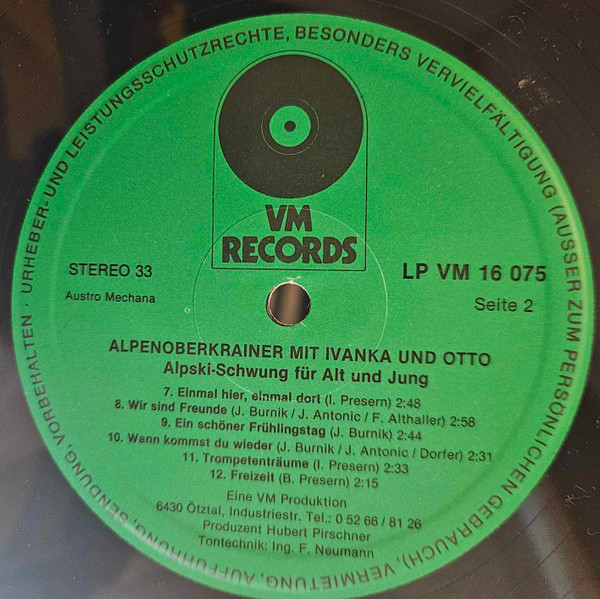 URHEBER- UND LEISTUNGSSCHUTZRECHTE, BESONDERS VERVIELFÄLTIGUNG (AUSSER ZUM PERSÖNLICHEN GEBRAUCH), VERMIETUNG, AUFFÜHRUNG, SENDUNG, VORBEHALTEN ·
VM
RECORDS
STEREO 33
LP VM 16 075
Austro Mechana
Seite 2
ALPENOBERKRAINER MIT IVANKA UND OTTO
Alpski-Schwung für Alt und Jung
7. Einmal hier, einmal dort (I. Presern) 2:48
8. Wir sind Freunde (J. Burnik / J. Antonic / F. Althaller) 2:58
9. Ein schöner Frühlingstag (J. Burnik) 2:44
10. Wann kommst du wieder (J. Burnik / J. Antonic / Dorfer) 2:31
11. Trompetenträume (I. Presern) 2:33
12. Freizeit (B. Presern) 2:15
Eine VM Produktion
6430 Ötztal, Industriestr. Tel.: 0 52 66 / 81 26
Produzent Hubert Pirschner
Tontechnik: Ing. F. Neumann